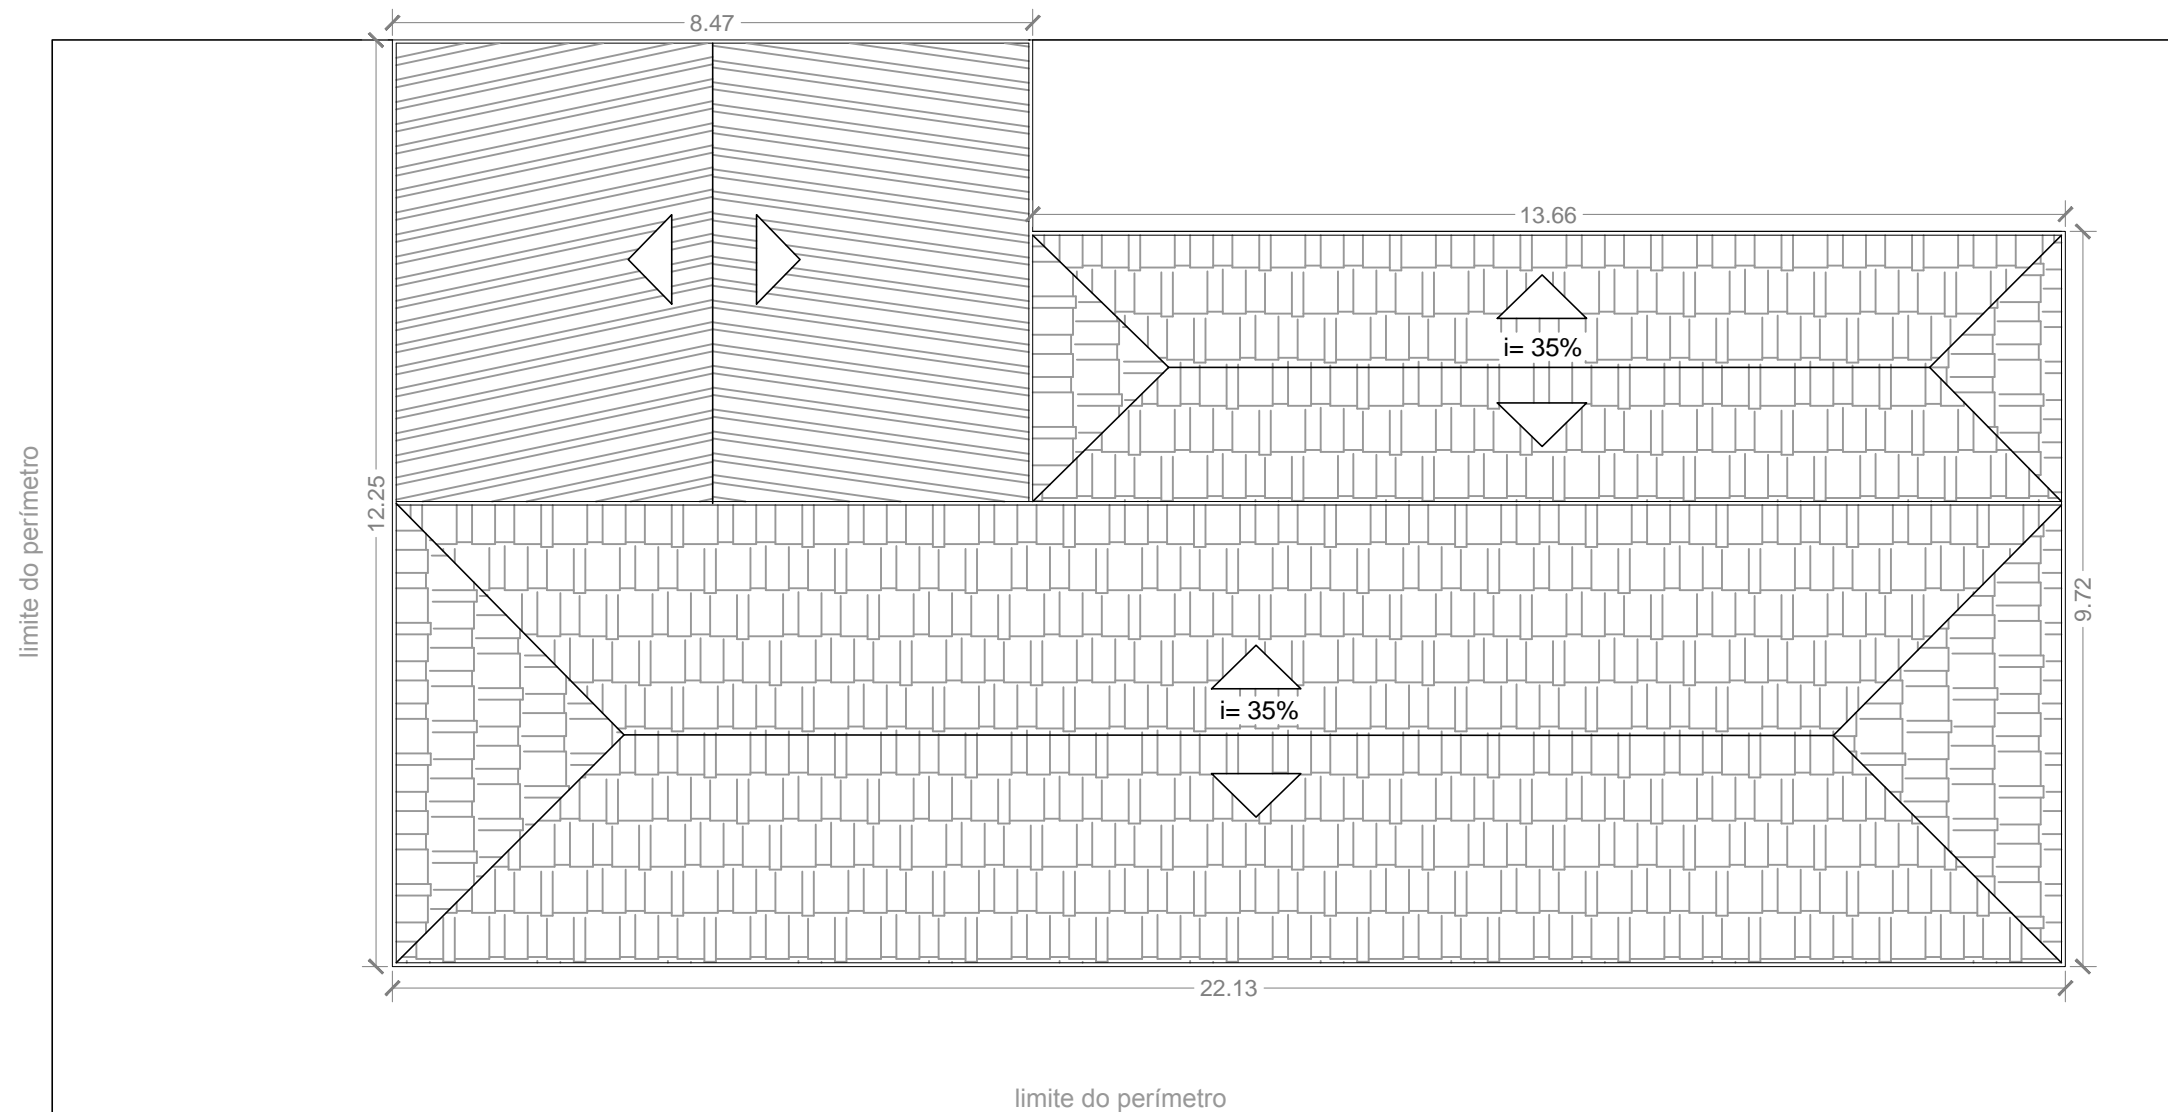 8.47
13.66
i= 35%
limite do perímetro
12.25
9.72
i= 35%
22.13
limite do perímetro